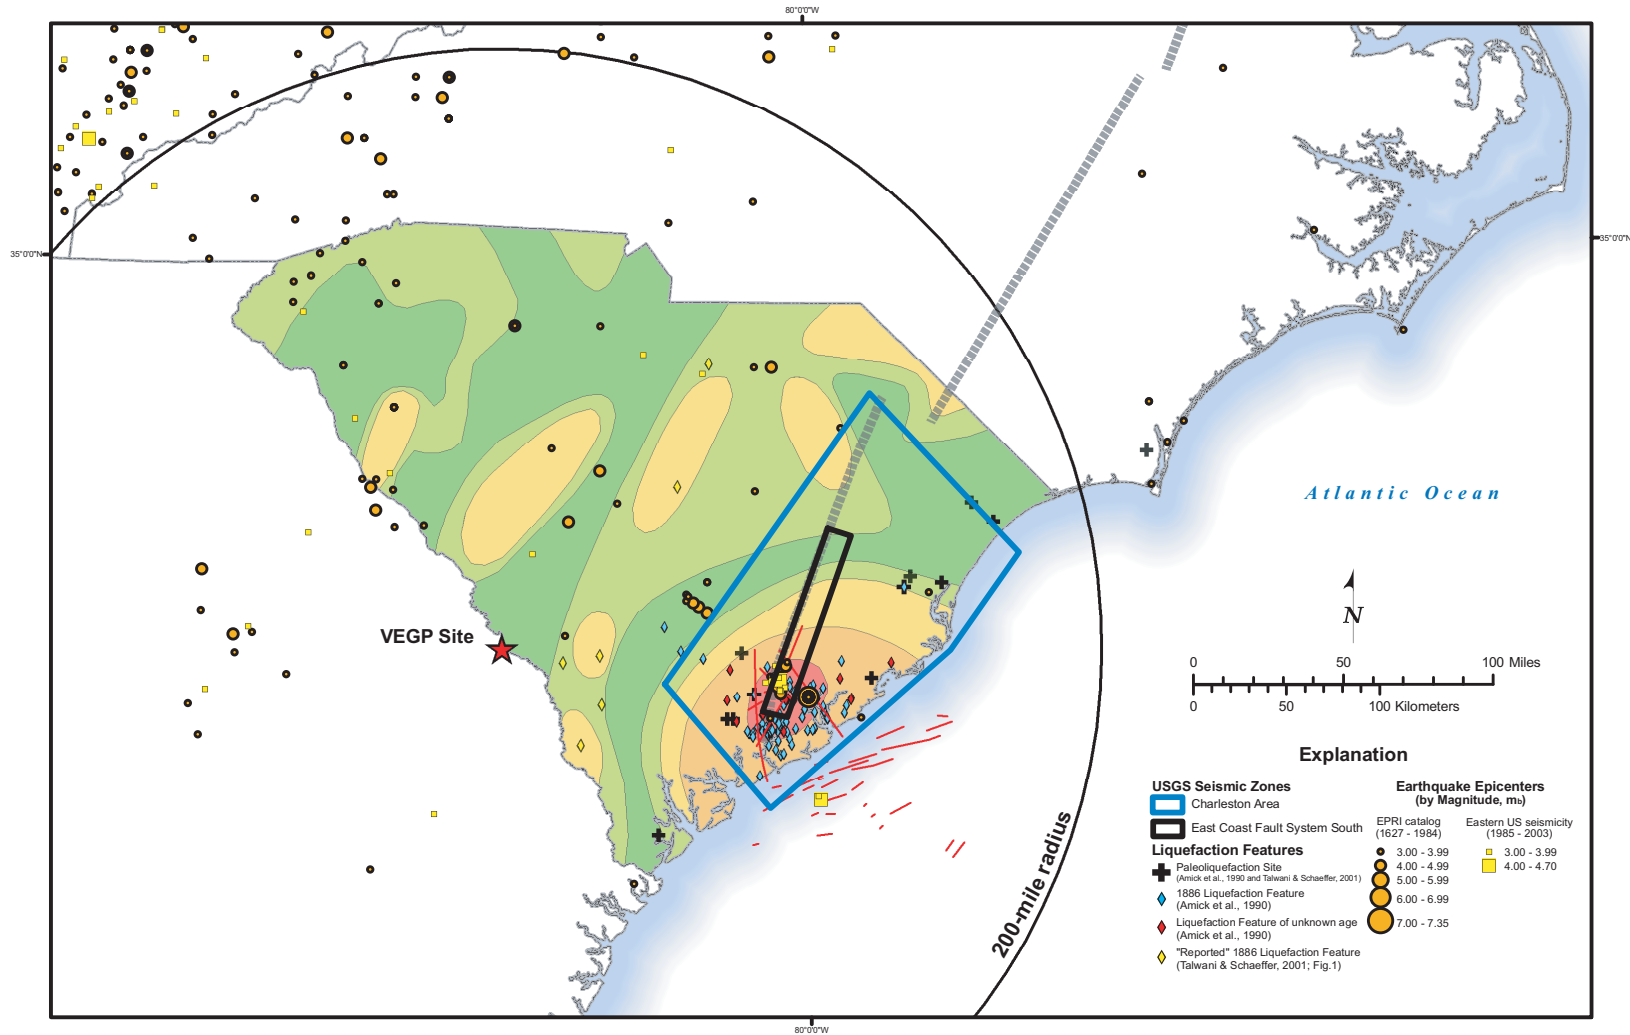 80°0'0"W
35°0'0"N
35°0'0"N
VEGP Site
Atlantic Ocean
N
0 50 100 Miles
0 50 100 Kilometers
200-mile radius
Explanation
USGS Seismic Zones
Charleston Area
East Coast Fault System South
Liquefaction Features
Paleoliquefaction Site
(Amick et al., 1990 and Talwani & Schaeffer, 2001)
1886 Liquefaction Feature
(Amick et al., 1990)
Liquefaction Feature of unknown age
(Amick et al., 1990)
"Reported" 1886 Liquefaction Feature
(Talwani & Schaeffer, 2001; Fig.1)
Earthquake Epicenters
(by Magnitude, mb)
EPRI catalog
(1627 - 1984)
3.00 - 3.99
4.00 - 4.99
5.00 - 5.99
6.00 - 6.99
7.00 - 7.35
Eastern US seismicity
(1985 - 2003)
3.00 - 3.99
4.00 - 4.70
80°0'0"W